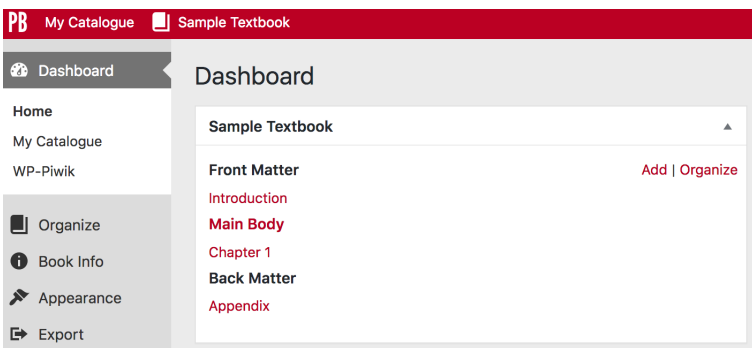 PB My Catalogue Sample Textbook
Dashboard
Home
My Catalogue
WP-Piwik
Organize
Book Info
Appearance
Export
Dashboard
Sample Textbook
Front Matter Add | Organize
Introduction
Main Body
Chapter 1
Back Matter
Appendix